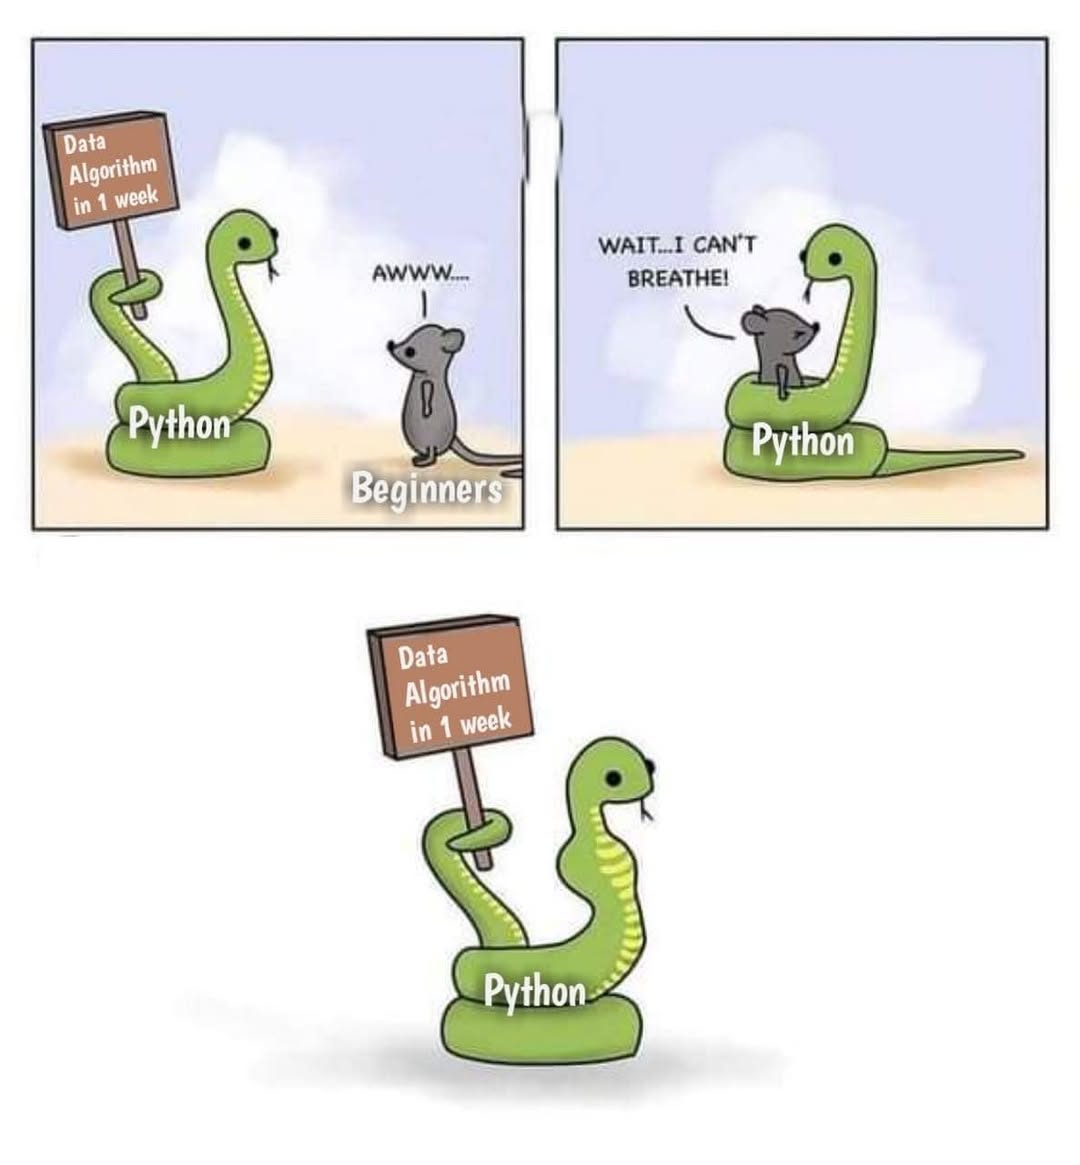 Data
Algorithm
in 1 week
AWWW....
Python
Beginners
WAIT...I CAN'T
BREATHE!
Python
Data
Algorithm
in 1 week
Python